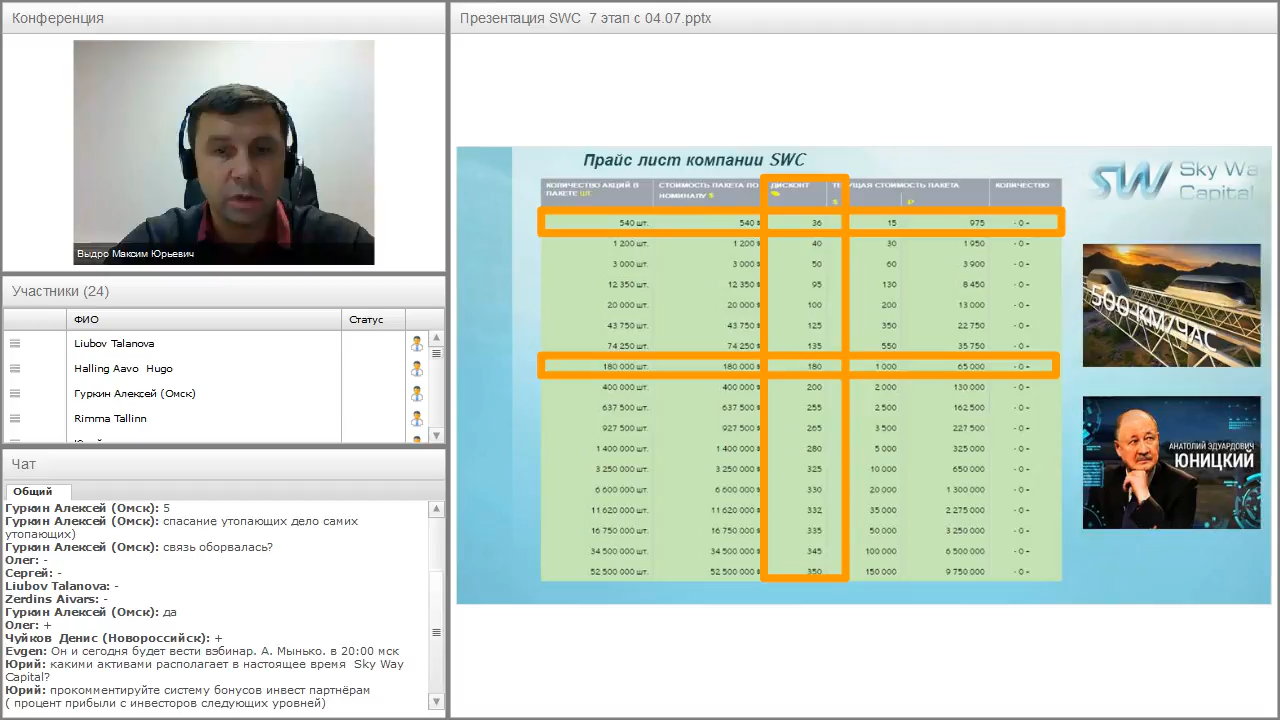 Конференция
Выдро Максим Юрьевич
Участники (24)
ФИО
Статус
Liubov Talanova
Halling Aavo Hugo
Гуркин Алексей (Омск)
Rimma Tallinn
Чат
Общий
Гуркин Алексей (Омск): 5
Гуркин Алексей (Омск): спасание утопающих дело самих
утопающих)
Гуркин Алексей (Омск): связь оборвалась?
Олег: -
Сергей: -
Liubov Talanova: -
Zerdins Aivars: -
Гуркин Алексей (Омск): да
Олег: +
Чуйков Денис (Новороссийск): +
Evgen: Он и сегодня будет вести вэбинар. А. Мынько. в 20:00 мск
Юрий: какими активами располагает в настоящее время Sky Way
Capital?
Юрий: прокомментируйте систему бонусов инвест партнёрам
( процент прибыли с инвесторов следующих уровней)
Презентация SWC 7 этап с 04.07.pptx
Прайс лист компании SWC
КОЛИЧЕСТВО АКЦИЙ В ПАКЕТЕ ШТ. СТОИМОСТЬ ПАКЕТА ПО НОМИНАЛУ $ ДИСКОНТ % ТЕКУЩАЯ СТОИМОСТЬ ПАКЕТА $ ₽ КОЛИЧЕСТВО
540 шт. 540 $ 36 15 975 - 0 +
1 200 шт. 1 200 $ 40 30 1 950 - 0 +
3 000 шт. 3 000 $ 50 60 3 900 - 0 +
12 350 шт. 12 350 $ 95 130 8 450 - 0 +
20 000 шт. 20 000 $ 100 200 13 000 - 0 +
43 750 шт. 43 750 $ 125 350 22 750 - 0 +
74 250 шт. 74 250 $ 135 550 35 750 - 0 +
180 000 шт. 180 000 $ 180 1 000 65 000 - 0 +
400 000 шт. 400 000 $ 200 2 000 130 000 - 0 +
637 500 шт. 637 500 $ 255 2 500 162 500 - 0 +
927 500 шт. 927 500 $ 265 3 500 227 500 - 0 +
1 400 000 шт. 1 400 000 $ 280 5 000 325 000 - 0 +
3 250 000 шт. 3 250 000 $ 325 10 000 650 000 - 0 +
6 600 000 шт. 6 600 000 $ 330 20 000 1 300 000 - 0 +
11 620 000 шт. 11 620 000 $ 332 35 000 2 275 000 - 0 +
16 750 000 шт. 16 750 000 $ 335 50 000 3 250 000 - 0 +
34 500 000 шт. 34 500 000 $ 345 100 000 6 500 000 - 0 +
52 500 000 шт. 52 500 000 $ 350 150 000 9 750 000 - 0 +
SW Sky Wa
Capital
500 КМ/ЧАС
АНАТОЛИЙ ЭДУАРДОВИЧ
ЮНИЦКИЙ